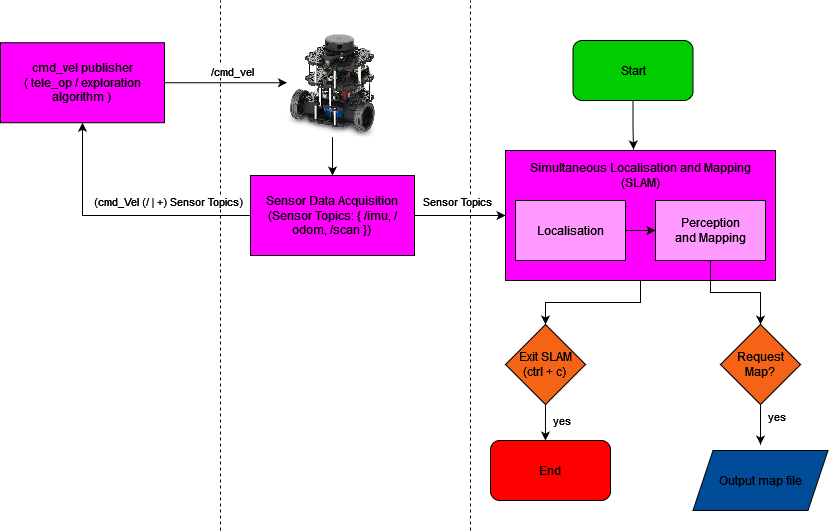 cmd_vel publisher
( tele_op / exploration
algorithm )
/cmd_vel
Start
Simultaneous Localisation and Mapping
(SLAM)
(cmd_Vel (/ | +) Sensor Topics)
Sensor Data Acquisition
(Sensor Topics: { /imu, /
odom, /scan })
Sensor Topics
Localisation
Perception
and Mapping
Exit SLAM
(ctrl + c)
Request
Map?
yes
yes
End
Output map file